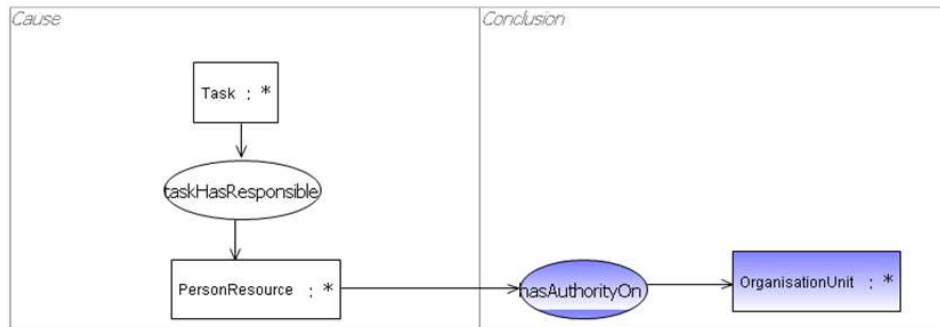 Cause
Conclusion
Task : *
taskHasResponsible
PersonResource : *
hasAuthorityOn
OrganisationUnit : *